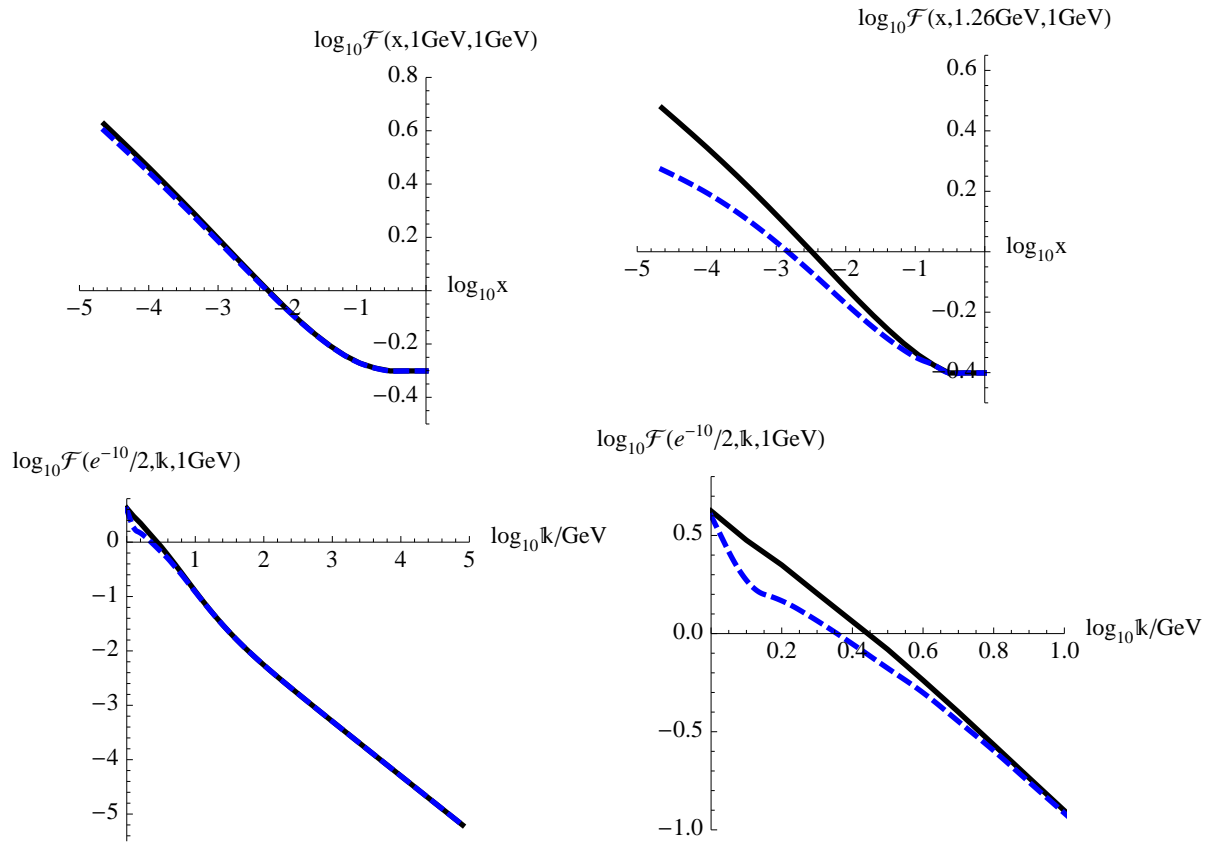 log₁₀ℱ(x,1GeV,1GeV)
0.8
0.6
0.4
0.2
−0.2
−0.4
−5 −4 −3 −2 −1
log₁₀x
log₁₀ℱ(x,1.26GeV,1GeV)
0.6
0.4
0.2
−0.2
−0.4
−5 −4 −3 −2 −1
log₁₀x
log₁₀ℱ(e⁻¹⁰/2,𝕜,1GeV)
0
−1
−2
−3
−4
−5
1 2 3 4 5
log₁₀𝕜/GeV
log₁₀ℱ(e⁻¹⁰/2,𝕜,1GeV)
0.5
0.0
−0.5
−1.0
0.2 0.4 0.6 0.8 1.0
log₁₀𝕜/GeV